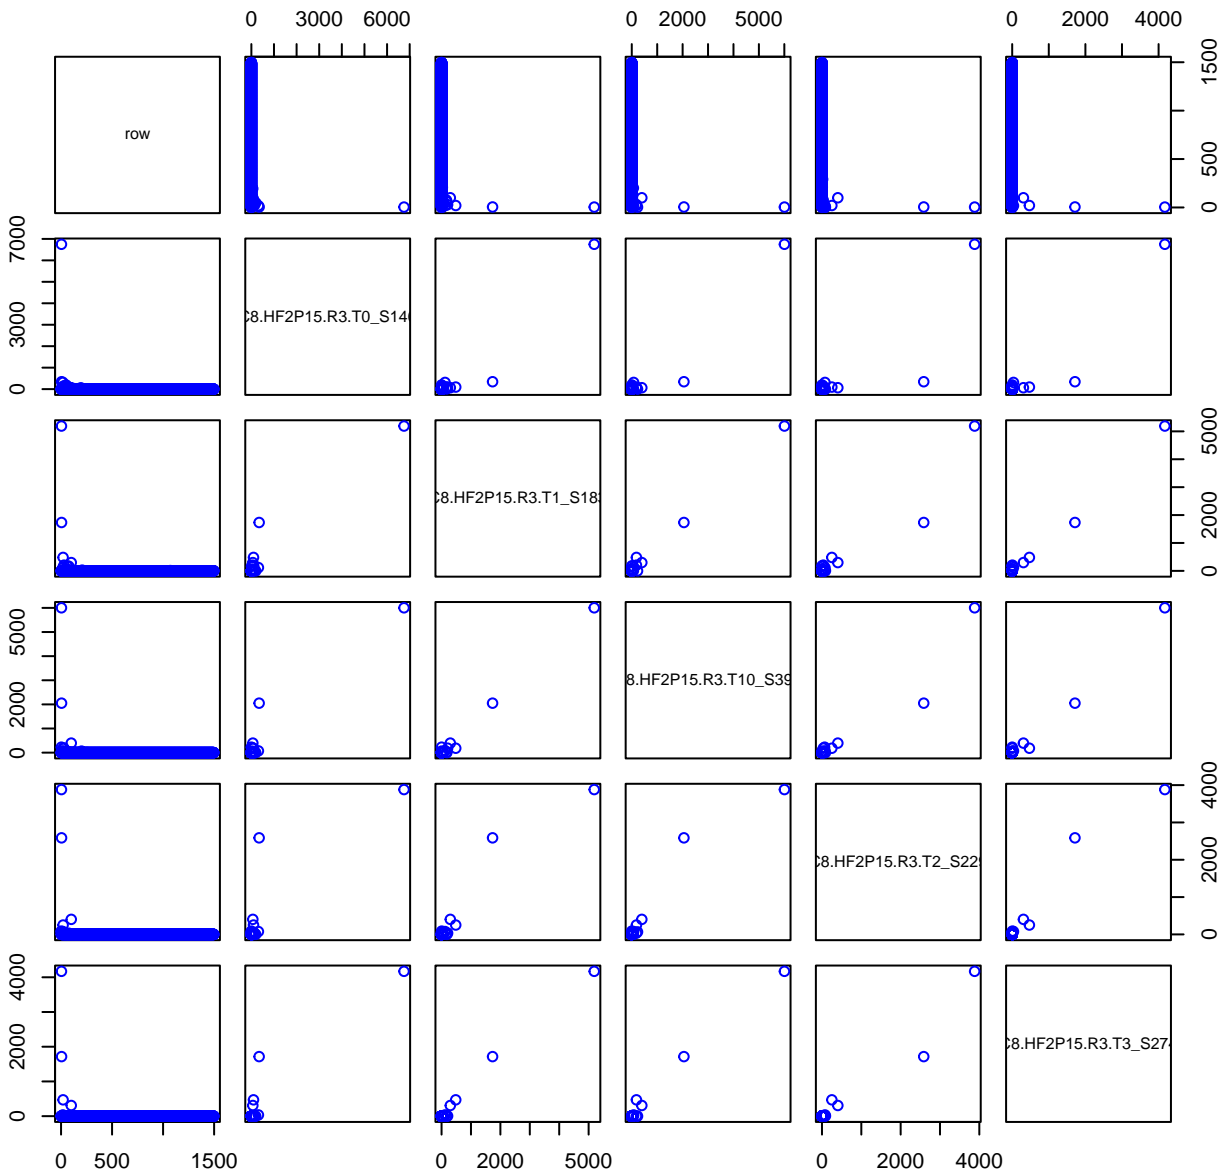 0 3000 6000 0 2000 5000 0 2000 4000
row
500 1500
0 3000 7000
C8.HF2P15.R3.T0_S14
C8.HF2P15.R3.T1_S18
0 2000 5000
0 2000 5000
8.HF2P15.R3.T10_S39
C8.HF2P15.R3.T2_S22
0 2000 4000
0 2000 4000
C8.HF2P15.R3.T3_S27
0 500 1500 0 2000 5000 0 2000 4000